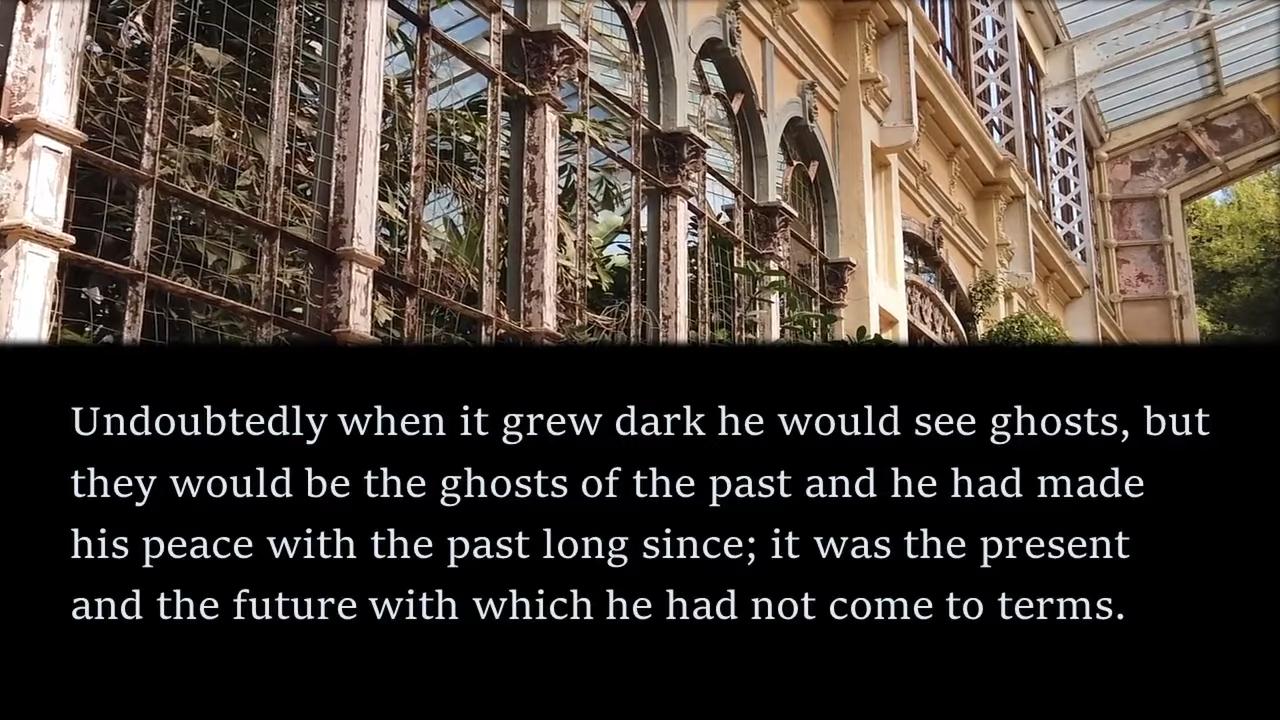 Undoubtedly when it grew dark he would see ghosts, but
they would be the ghosts of the past and he had made
his peace with the past long since; it was the present
and the future with which he had not come to terms.